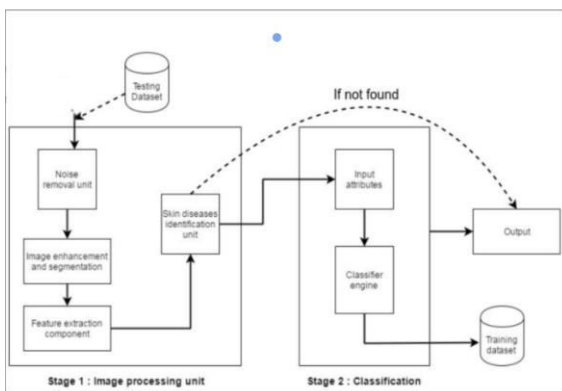 Testing
Dataset
If not found
Noise
removal unit
Skin diseases
identification
unit
Image enhancement
and segmentation
Feature extraction
component
Input
attributes
Classifier
engine
Output
Training
dataset
Stage 1 : Image processing unit
Stage 2 : Classification